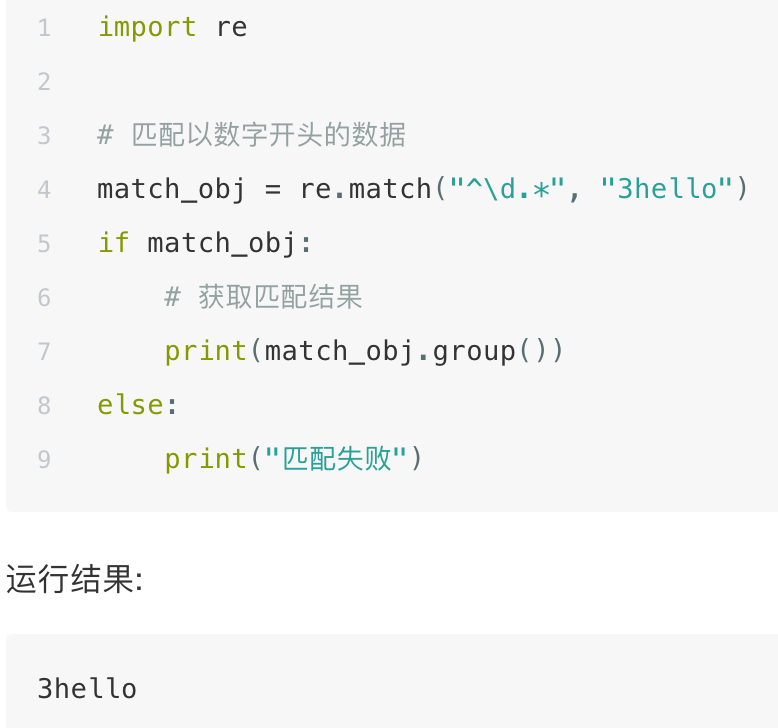 1 import re
2
3 # 匹配以数字开头的数据
4 match_obj = re.match("^\d.*", "3hello")
5 if match_obj:
6     # 获取匹配结果
7     print(match_obj.group())
8 else:
9     print("匹配失败")
运行结果:
3hello